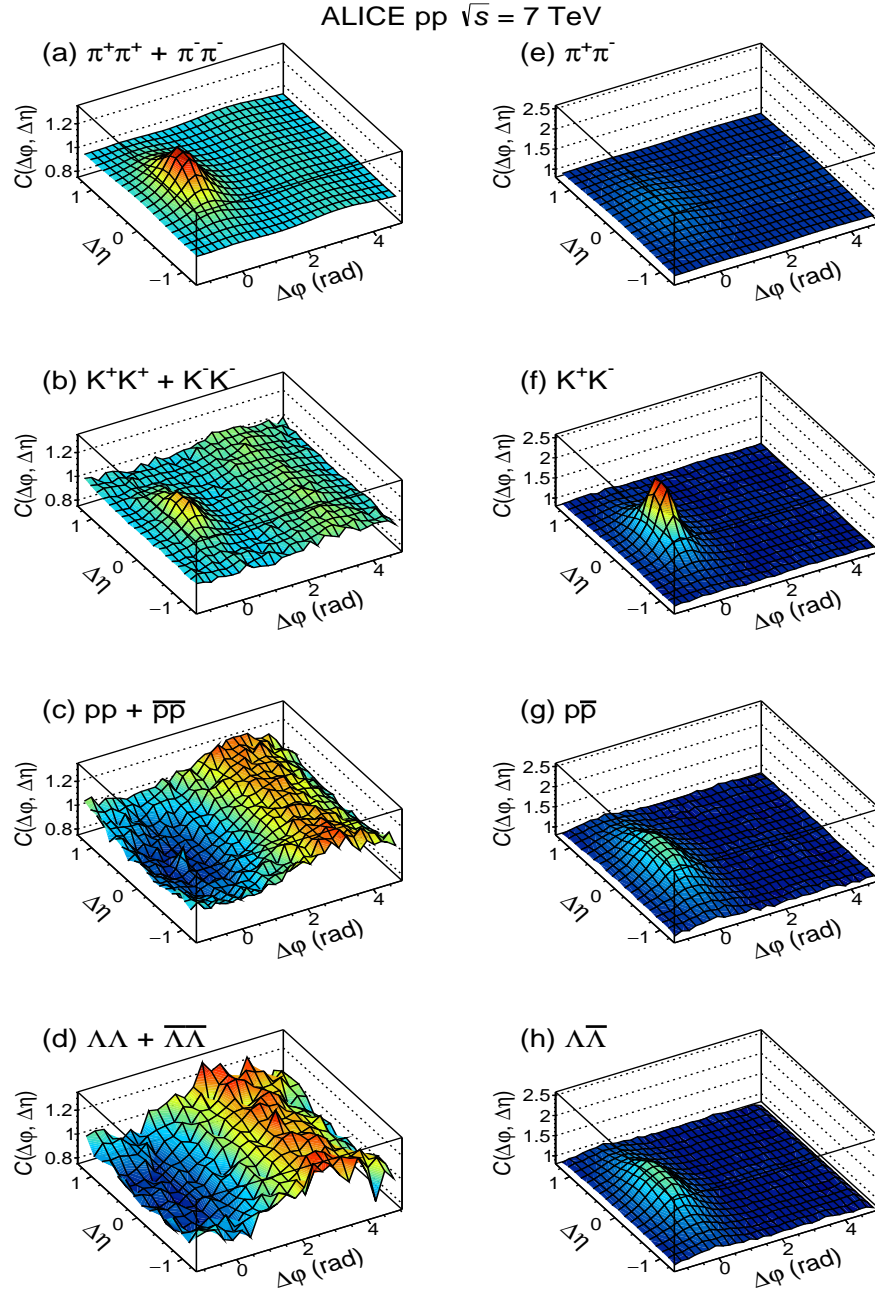 ALICE pp √s = 7 TeV
(a) π⁺π⁺ + π⁻π⁻
C(Δφ, Δη)
1.2
1
0.8
1
0
−1
Δη
0
2
4
Δφ (rad)
(e) π⁺π⁻
C(Δφ, Δη)
2.5
2
1.5
1
1
0
−1
Δη
0
2
4
Δφ (rad)
(b) K⁺K⁺ + K⁻K⁻
C(Δφ, Δη)
1.2
1
0.8
1
0
−1
Δη
0
2
4
Δφ (rad)
(f) K⁺K⁻
C(Δφ, Δη)
2.5
2
1.5
1
1
0
−1
Δη
0
2
4
Δφ (rad)
(c) pp + p̅p̅
C(Δφ, Δη)
1.2
1
0.8
1
0
−1
Δη
0
2
4
Δφ (rad)
(g) pp̅
C(Δφ, Δη)
2.5
2
1.5
1
1
0
−1
Δη
0
2
4
Δφ (rad)
(d) ΛΛ + Λ̅Λ̅
C(Δφ, Δη)
1.2
1
0.8
1
0
−1
Δη
0
2
4
Δφ (rad)
(h) ΛΛ̅
C(Δφ, Δη)
2.5
2
1.5
1
1
0
−1
Δη
0
2
4
Δφ (rad)